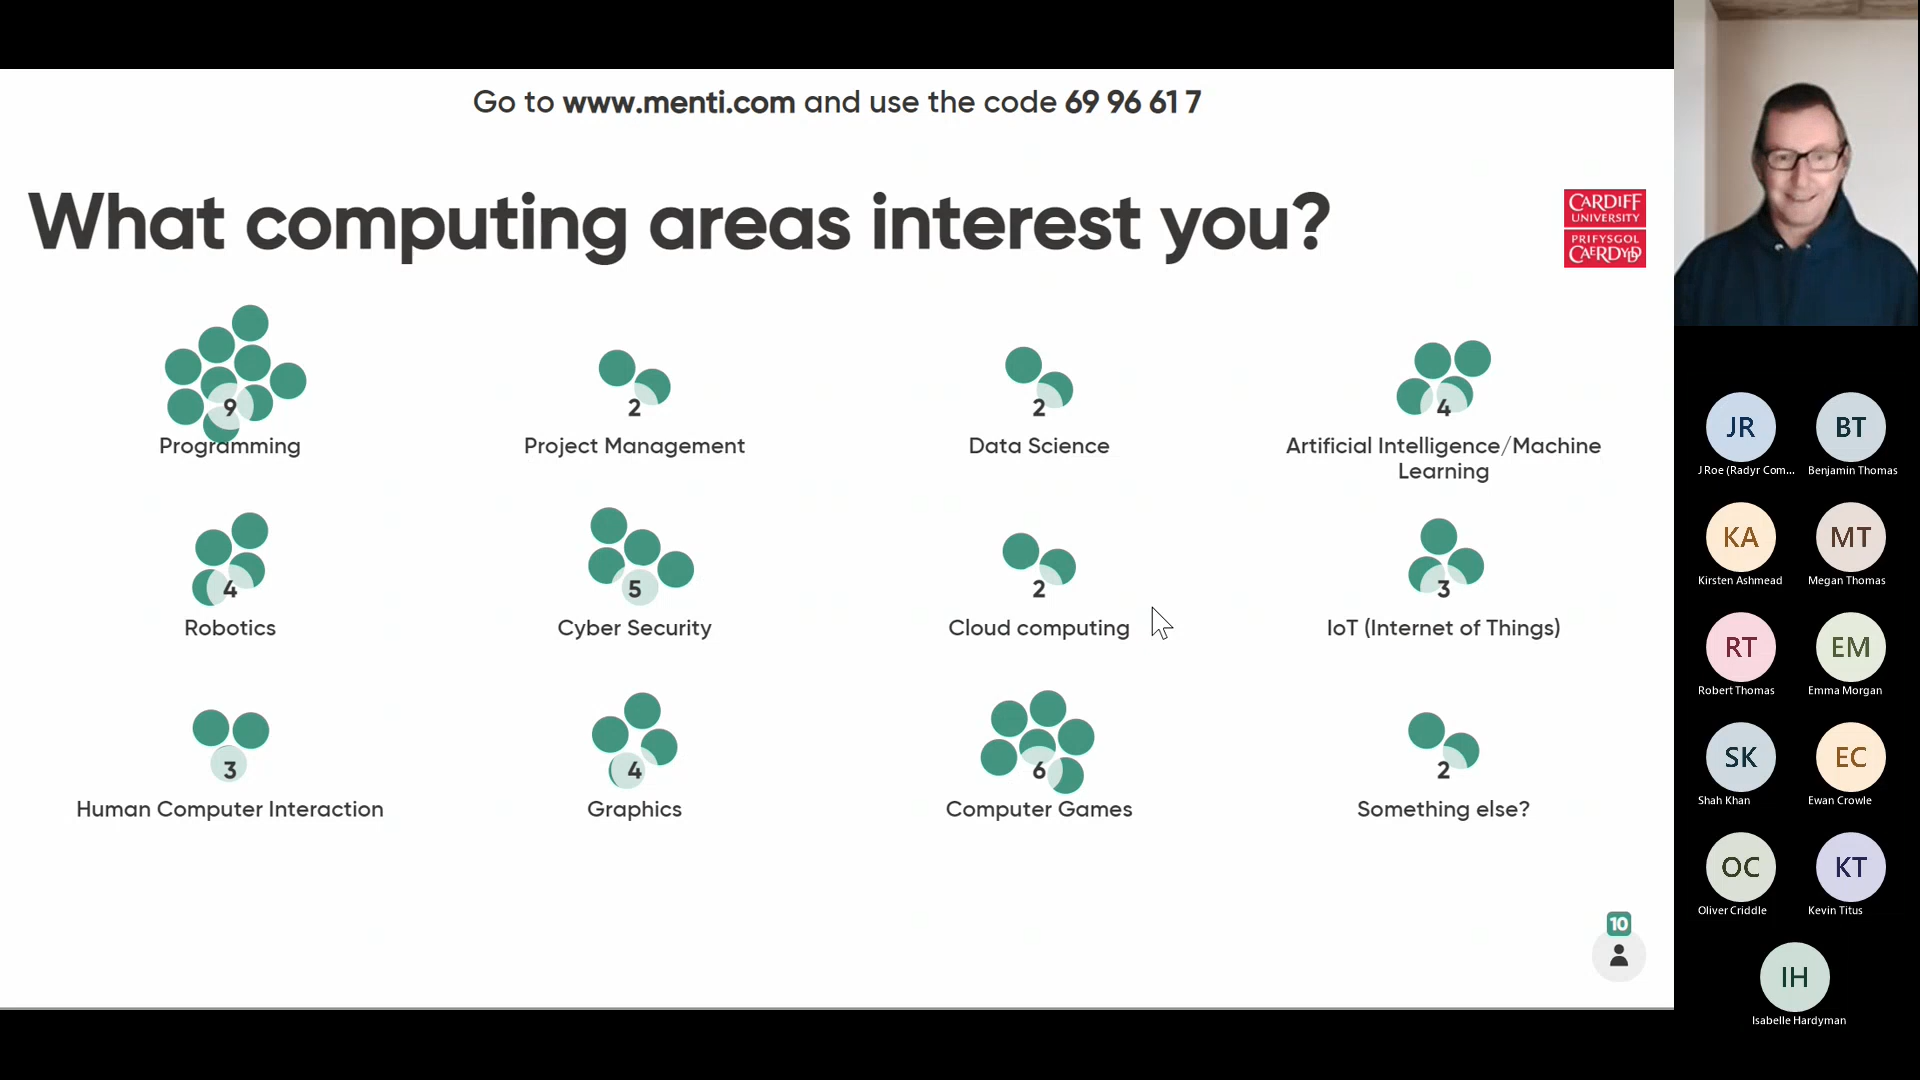 Go to www.menti.com and use the code 69 96 61 7
What computing areas interest you?
CARDIFF
UNIVERSITY
PRIFYSGOL
CAERDYDD
9
Programming
2
Project Management
2
Data Science
4
Artificial Intelligence/Machine
Learning
4
Robotics
5
Cyber Security
2
Cloud computing
3
IoT (Internet of Things)
3
Human Computer Interaction
4
Graphics
6
Computer Games
2
Something else?
10
JR
J Roe (Radyr Com...
BT
Benjamin Thomas
KA
Kirsten Ashmead
MT
Megan Thomas
RT
Robert Thomas
EM
Emma Morgan
SK
Shah Khan
EC
Ewan Crowle
OC
Oliver Criddle
KT
Kevin Titus
IH
Isabelle Hardyman